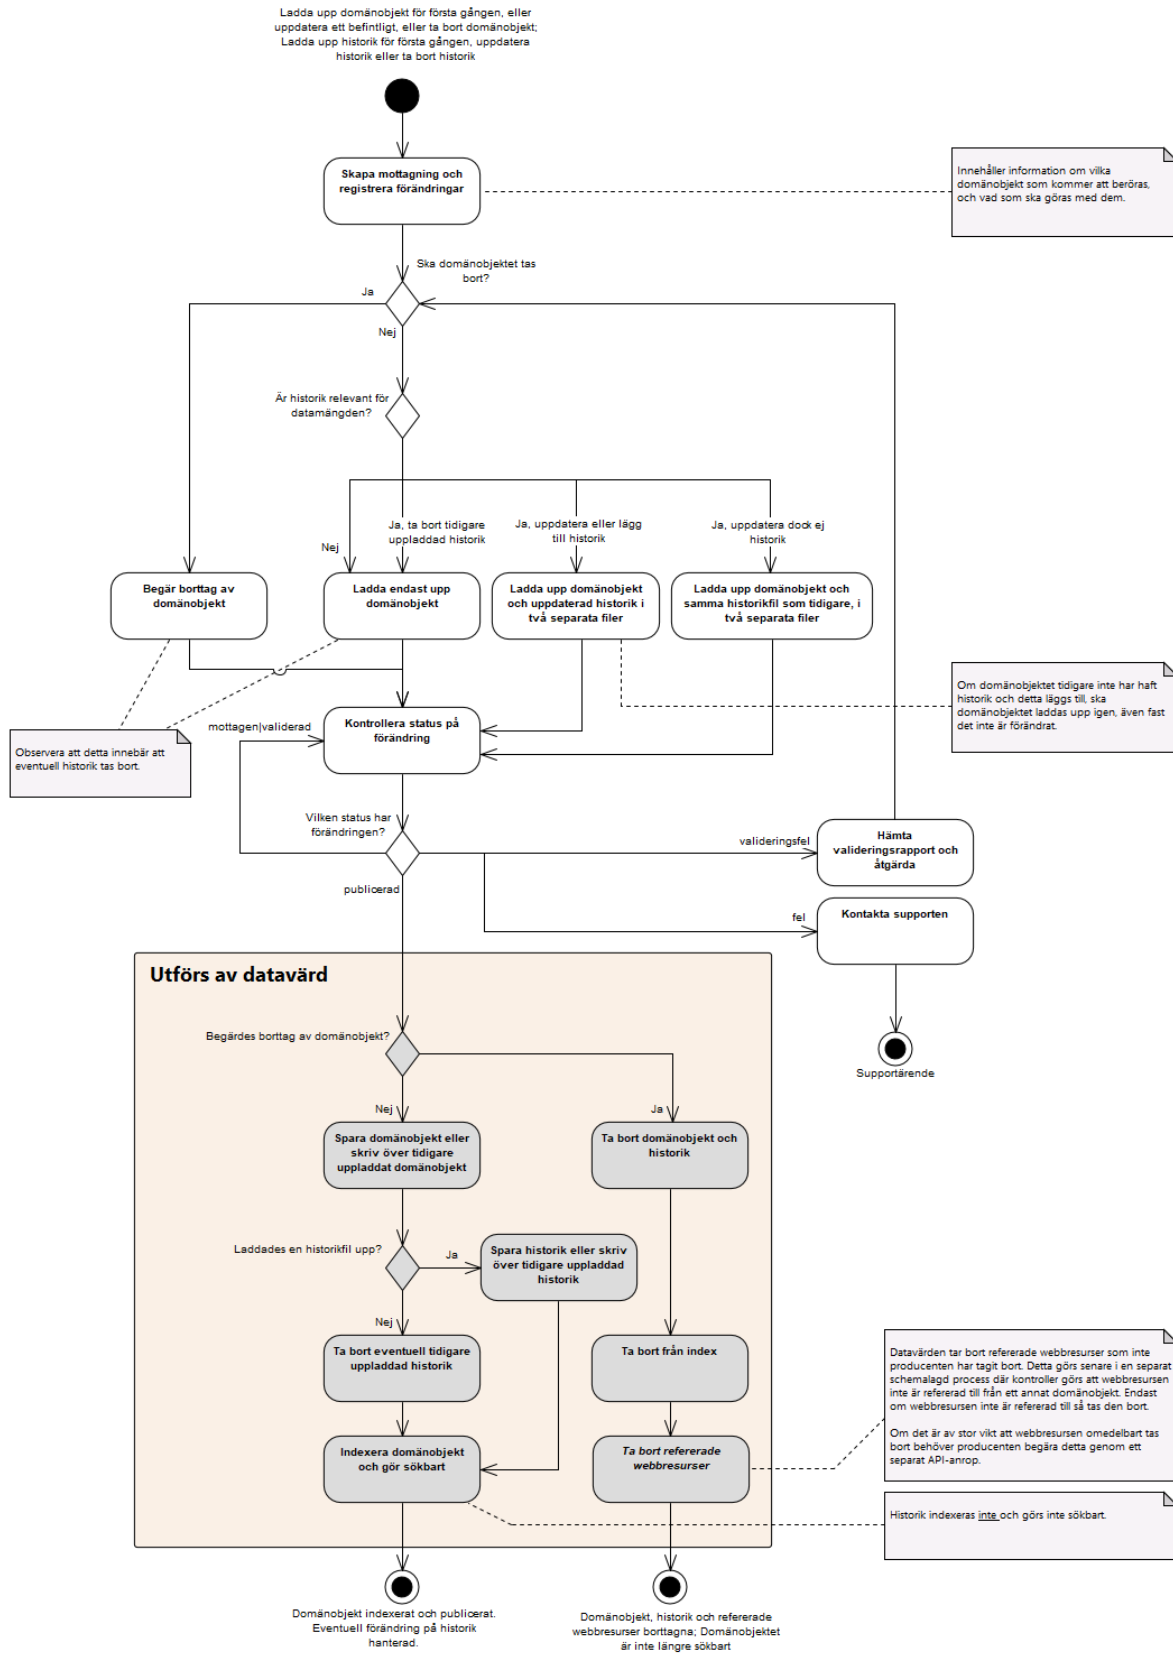 Ladda upp domänobjekt för första gången, eller
uppdatera ett befintligt, eller ta bort domänobjekt;
Ladda upp historik för första gången, uppdatera
historik eller ta bort historik
Skapa mottagning och
registrera förändringar
Innehåller information om vilka
domänobjekt som kommer att beröras,
och vad som ska göras med dem.
Ska domänobjektet tas
bort?
Ja
Nej
Är historik relevant för
datamängden?
Nej
Ja, ta bort tidigare
uppladdad historik
Ja, uppdatera eller lägg
till historik
Ja, uppdatera dock ej
historik
Begär borttag av
domänobjekt
Ladda endast upp
domänobjekt
Ladda upp domänobjekt
och uppdaterad historik i
två separata filer
Ladda upp domänobjekt och
samma historikfil som tidigare, i
två separata filer
Om domänobjektet tidigare inte har haft
historik och detta läggs till, ska
domänobjektet laddas upp igen, även fast
det inte är förändrat.
Observera att detta innebär att
eventuell historik tas bort.
mottagen|validerad
Kontrollera status på
förändring
Vilken status har
förändringen?
valideringsfel
Hämta
valideringsrapport och
åtgärda
publicerad
fel
Kontakta supporten
Supportärende
Utförs av datavärd
Begärdes borttag av domänobjekt?
Nej
Ja
Spara domänobjekt eller
skriv över tidigare
uppladdat domänobjekt
Ta bort domänobjekt och
historik
Laddades en historikfil upp?
Ja
Spara historik eller skriv
över tidigare uppladdad
historik
Nej
Ta bort eventuell tidigare
uppladdad historik
Ta bort från index
Datavärden tar bort refererade webbresurser som inte
producenten har tagit bort. Detta görs senare i en separat
schemalagd process där kontroller görs att webbresursen
inte är refererad till från ett annat domänobjekt. Endast
om webbresursen inte är refererad till så tas den bort.
Om det är av stor vikt att webbresursen omedelbart tas
bort behöver producenten begära detta genom ett
separat API-anrop.
Indexera domänobjekt
och gör sökbart
Ta bort refererade
webbresurser
Historik indexeras inte och görs inte sökbart.
Domänobjekt indexerat och publicerat.
Eventuell förändring på historik
hanterad.
Domänobjekt, historik och refererade
webbresurser borttagna; Domänobjektet
är inte längre sökbart